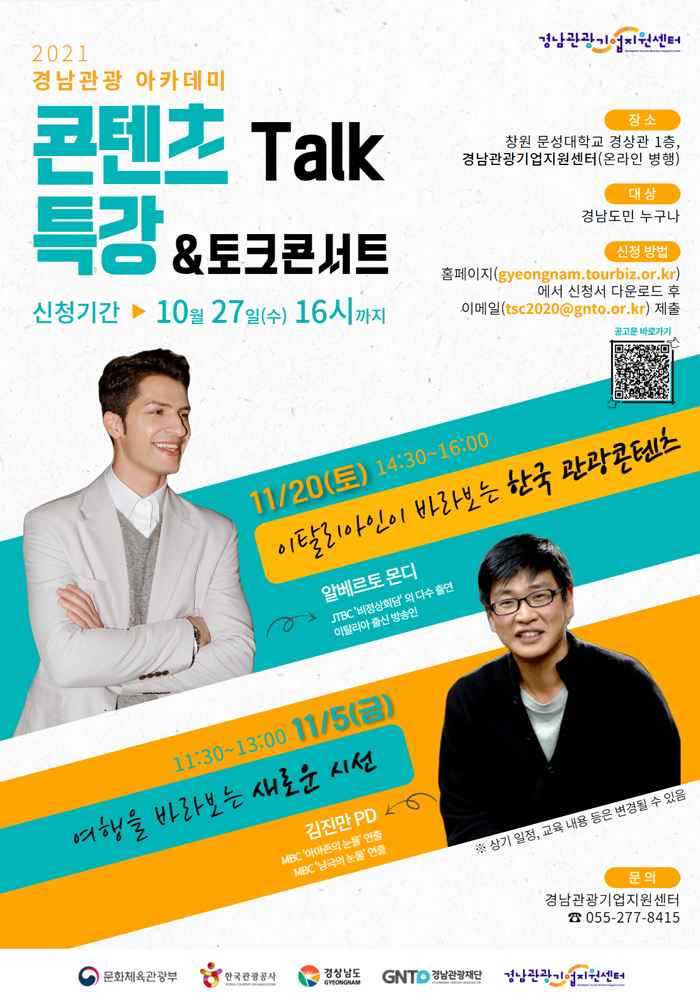 2021
경남관광 아카데미
콘텐츠 Talk
특강 &토크콘서트
신청기간 ▶ 10월 27일(수) 16시까지
경남관광기업지원센터
장소
창원 문성대학교 경상관 1층,
경남관광기업지원센터(온라인 병행)
대상
경남도민 누구나
신청 방법
홈페이지(gyeongnam.tourbiz.or.kr)
에서 신청서 다운로드 후
이메일(tsc2020@gnto.or.kr) 제출
공고문 바로가기
11/20(토) 14:30~16:00
이탈리아인이 바라보는 한국 관광콘텐츠
알베르토 몬디
JTBC '비정상회담' 외 다수 출연
이탈리아 출신 방송인
11:30~13:00 11/5(금)
여행을 바라보는 새로운 시선
김진만 PD
MBC '아마존의 눈물' 연출
MBC '남극의 눈물' 연출
※ 상기 일정, 교육 내용 등은 변경될 수 있음
문의
경남관광기업지원센터
☎ 055-277-8415
문화체육관광부
한국관광공사
KOREA TOURISM ORGANIZATION
경상남도
GYEONGNAM
GNTO 경남관광재단
경남관광기업지원센터